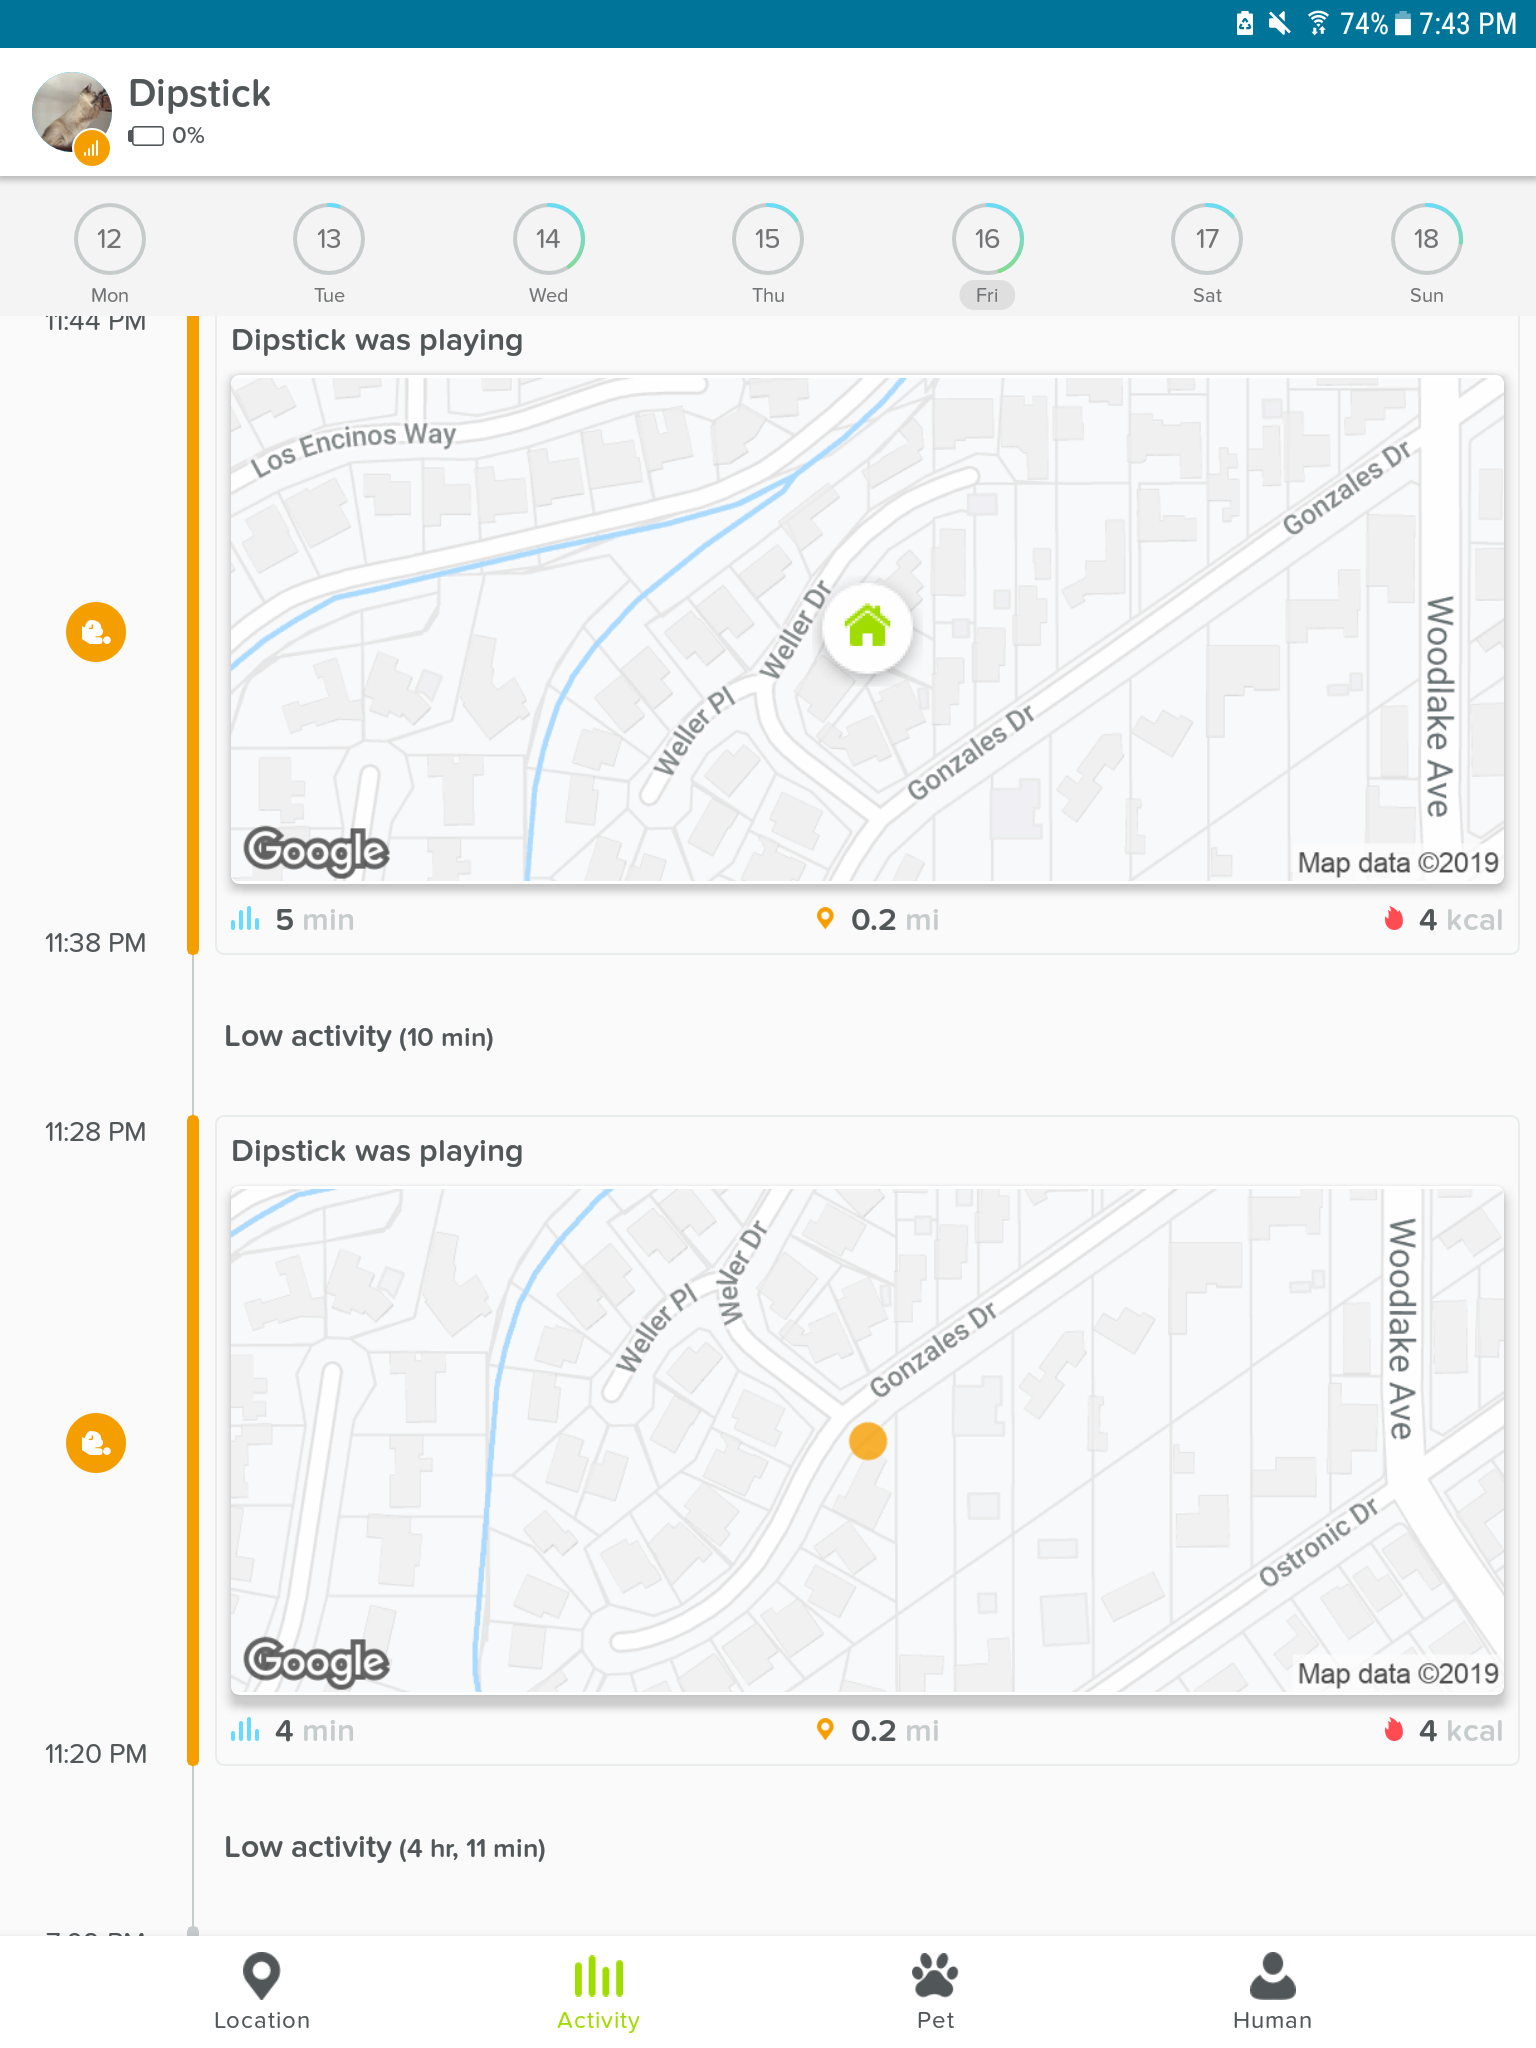 74% 7:43 PM
Dipstick
0%
12 13 14 15 16 17 18
Mon Tue Wed Thu Fri Sat Sun
11:44 PM
Dipstick was playing
Los Encinos Way
Gonzales Dr
Weller Dr
Woodlake Ave
Weller Pl
Gonzales Dr
Google
Map data ©2019
5 min 0.2 mi 4 kcal
11:38 PM
Low activity (10 min)
11:28 PM
Dipstick was playing
Woodlake Ave
Weller Dr
Weller Pl
Gonzales Dr
Ostronic Dr
Google
Map data ©2019
4 min 0.2 mi 4 kcal
11:20 PM
Low activity (4 hr, 11 min)
Location Activity Pet Human